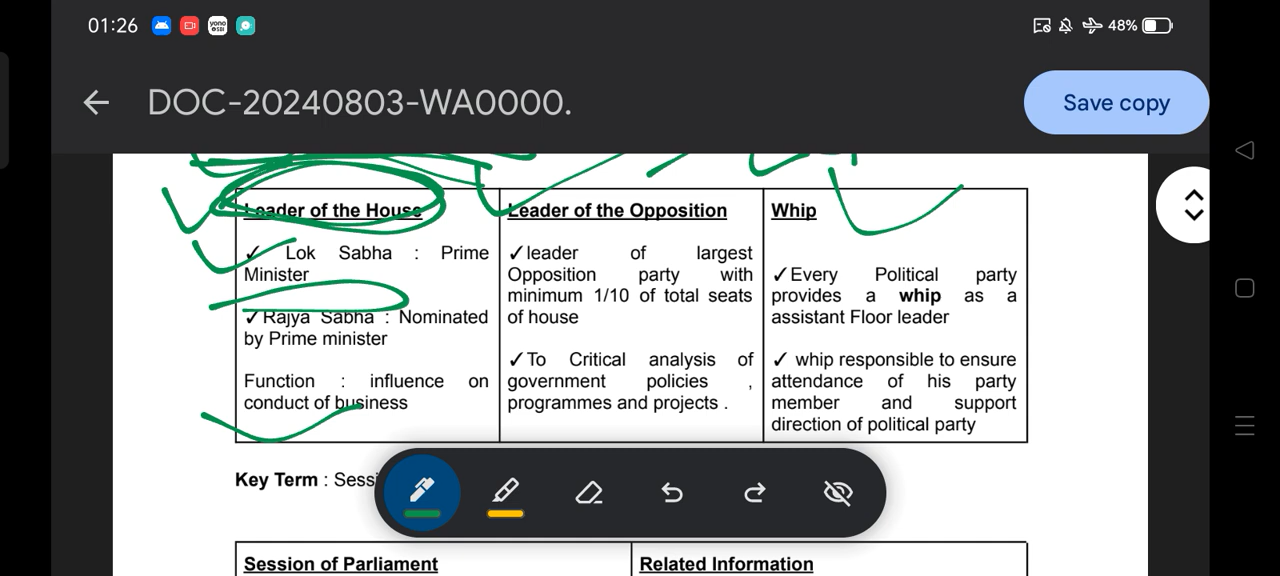 01:26
yono
SBI
48%
DOC-20240803-WA0000.
Save copy
Leader of the House
✓ Lok Sabha : Prime
Minister
✓Rajya Sabha : Nominated
by Prime minister
Function : influence on
conduct of business
Leader of the Opposition
✓leader of largest
Opposition party with
minimum 1/10 of total seats
of house
✓To Critical analysis of
government policies ,
programmes and projects .
Whip
✓Every Political party
provides a whip as a
assistant Floor leader
✓ whip responsible to ensure
attendance of his party
member and support
direction of political party
Key Term : Sessi
Session of Parliament
Related Information